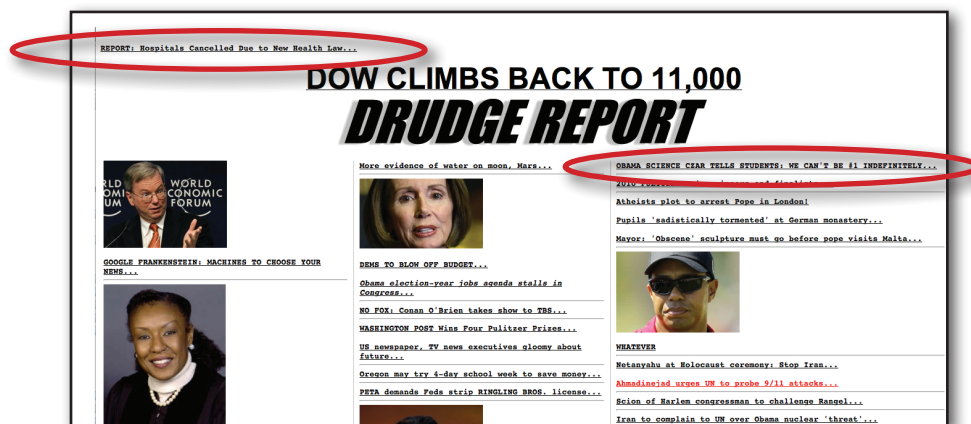 REPORT: Hospitals Cancelled Due to New Health Law...
DOW CLIMBS BACK TO 11,000
DRUDGE REPORT
WORLD
ECONOMIC
FORUM
GOOGLE FRANKENSTEIN: MACHINES TO CHOOSE YOUR
NEWS...
More evidence of water on moon, Mars...
DEMS TO BLOW OFF BUDGET...
Obama election-year jobs agenda stalls in
Congress...
NO FOX: Conan O'Brien takes show to TBS...
WASHINGTON POST Wins Four Pulitzer Prizes...
US newspaper, TV news executives gloomy about
future...
Oregon may try 4-day school week to save money...
PETA demands Feds strip RINGLING BROS. license...
OBAMA SCIENCE CZAR TELLS STUDENTS: WE CAN'T BE #1 INDEFINITELY...
Atheists plot to arrest Pope in London!
Pupils 'sadistically tormented' at German monastery...
Mayor: 'Obscene' sculpture must go before pope visits Malta...
WHATEVER
Netanyahu at Holocaust ceremony: Stop Iran...
Ahmadinejad urges UN to probe 9/11 attacks...
Scion of Harlem congressman to challenge Rangel...
Iran to complain to UN over Obama nuclear 'threat'...